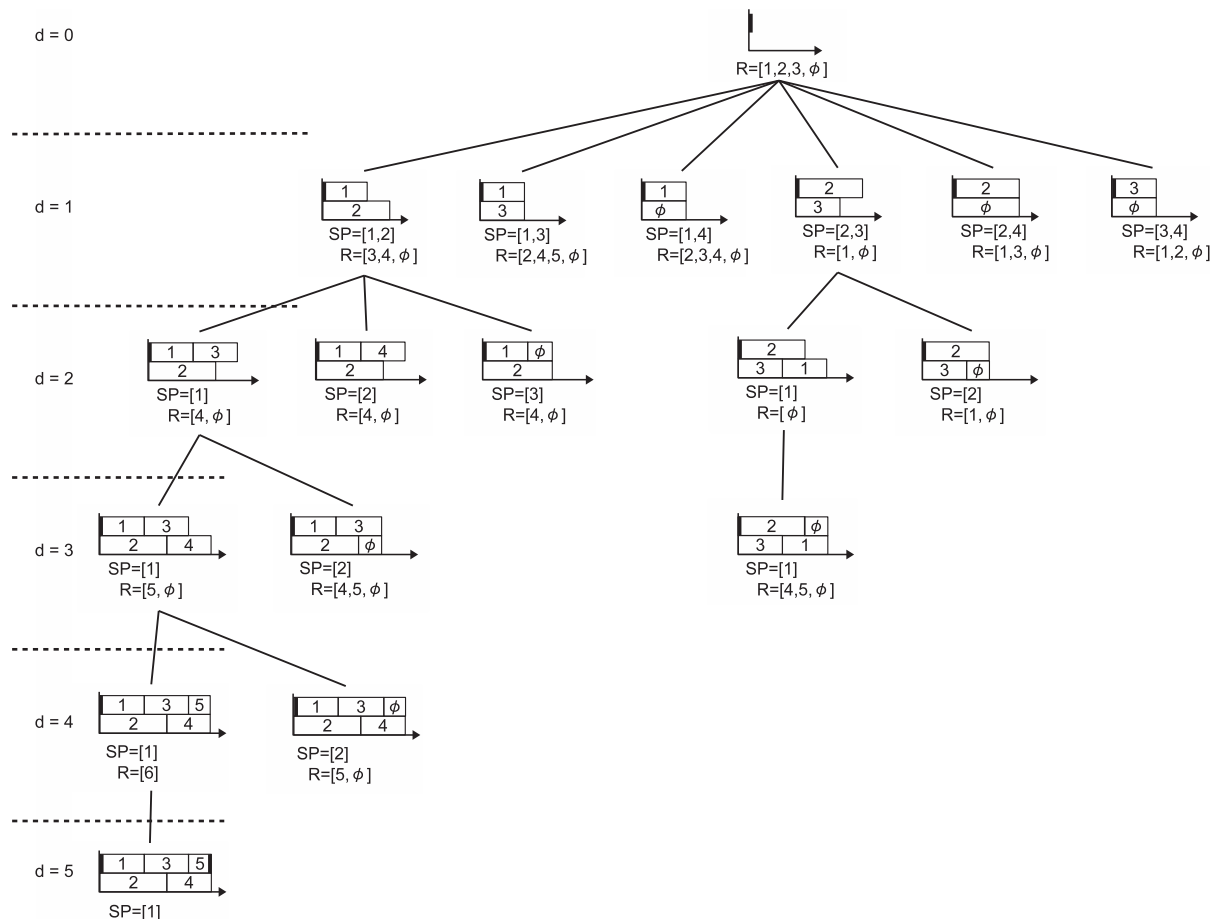 d = 0
R=[1,2,3, ϕ ]
d = 1
1
2
SP=[1,2]
R=[3,4, ϕ ]
1
3
SP=[1,3]
R=[2,4,5, ϕ ]
1
ϕ
SP=[1,4]
R=[2,3,4, ϕ ]
2
3
SP=[2,3]
R=[1, ϕ ]
2
ϕ
SP=[2,4]
R=[1,3, ϕ ]
3
ϕ
SP=[3,4]
R=[1,2, ϕ ]
d = 2
1 3
2
SP=[1]
R=[4, ϕ ]
1 4
2
SP=[2]
R=[4, ϕ ]
1 ϕ
2
SP=[3]
R=[4, ϕ ]
2
3 1
SP=[1]
R=[ ϕ ]
2
3 ϕ
SP=[2]
R=[1, ϕ ]
d = 3
1 3
2 4
SP=[1]
R=[5, ϕ ]
1 3
2 ϕ
SP=[2]
R=[4,5, ϕ ]
2 ϕ
3 1
SP=[1]
R=[4,5, ϕ ]
d = 4
1 3 5
2 4
SP=[1]
R=[6]
1 3 ϕ
2 4
SP=[2]
R=[5, ϕ ]
d = 5
1 3 5
2 4
SP=[1]